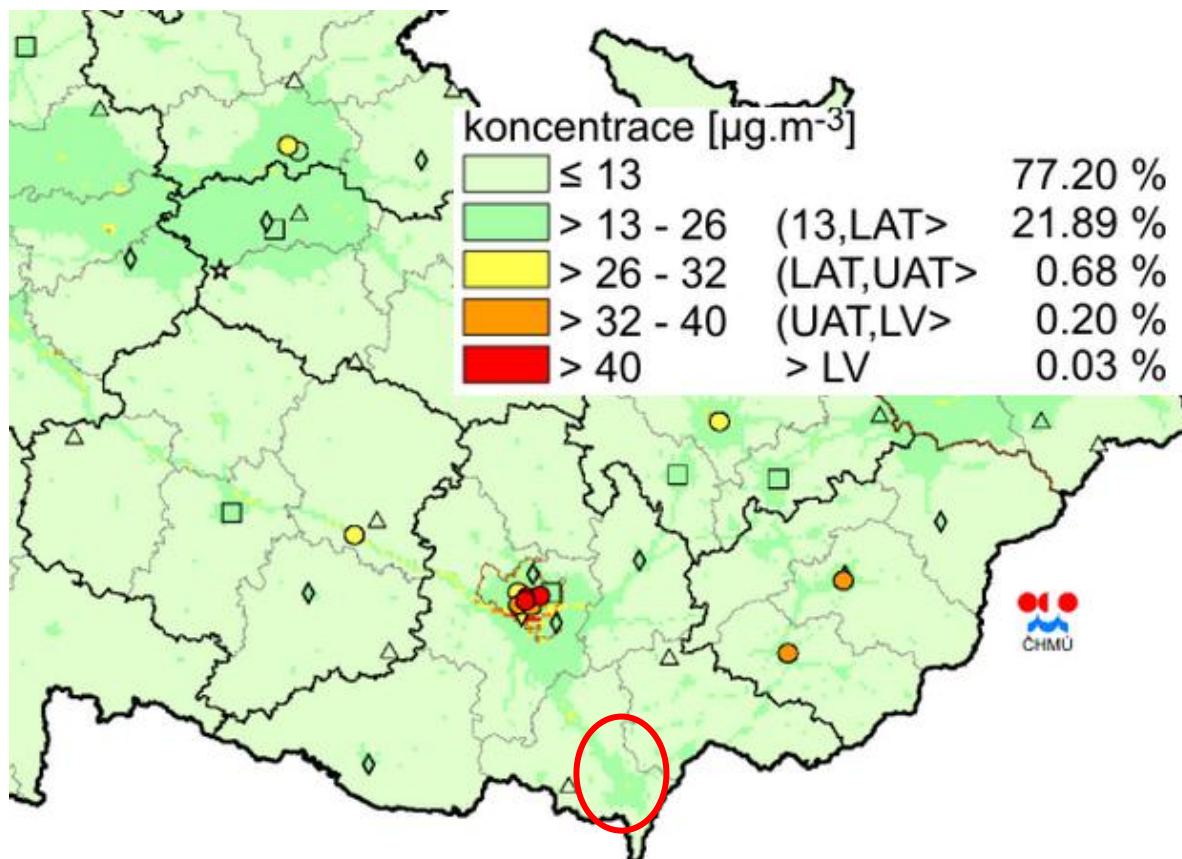 koncentrace [µg.m-3]
≤ 13 77.20 %
> 13 - 26 (13,LAT> 21.89 %
> 26 - 32 (LAT,UAT> 0.68 %
> 32 - 40 (UAT,LV> 0.20 %
> 40 > LV 0.03 %
ČHMÚ